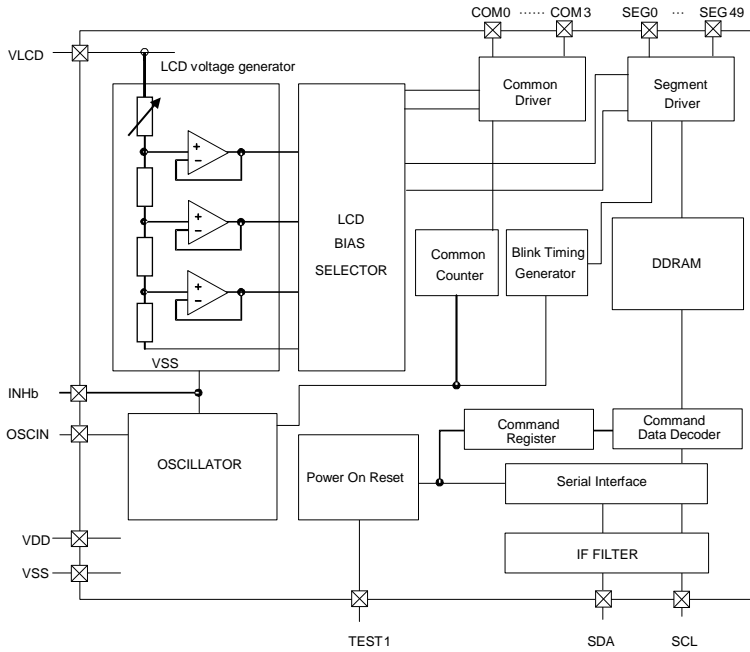 COM0 ······ COM3
SEG0 ··· SEG49
VLCD
LCD voltage generator
Common
Driver
Segment
Driver
+
−
+
−
+
−
LCD
BIAS
SELECTOR
Common
Counter
Blink Timing
Generator
DDRAM
VSS
INHb
OSCIN
OSCILLATOR
Power On Reset
Command
Register
Command
Data Decoder
Serial Interface
IF FILTER
VDD
VSS
TEST1
SDA
SCL